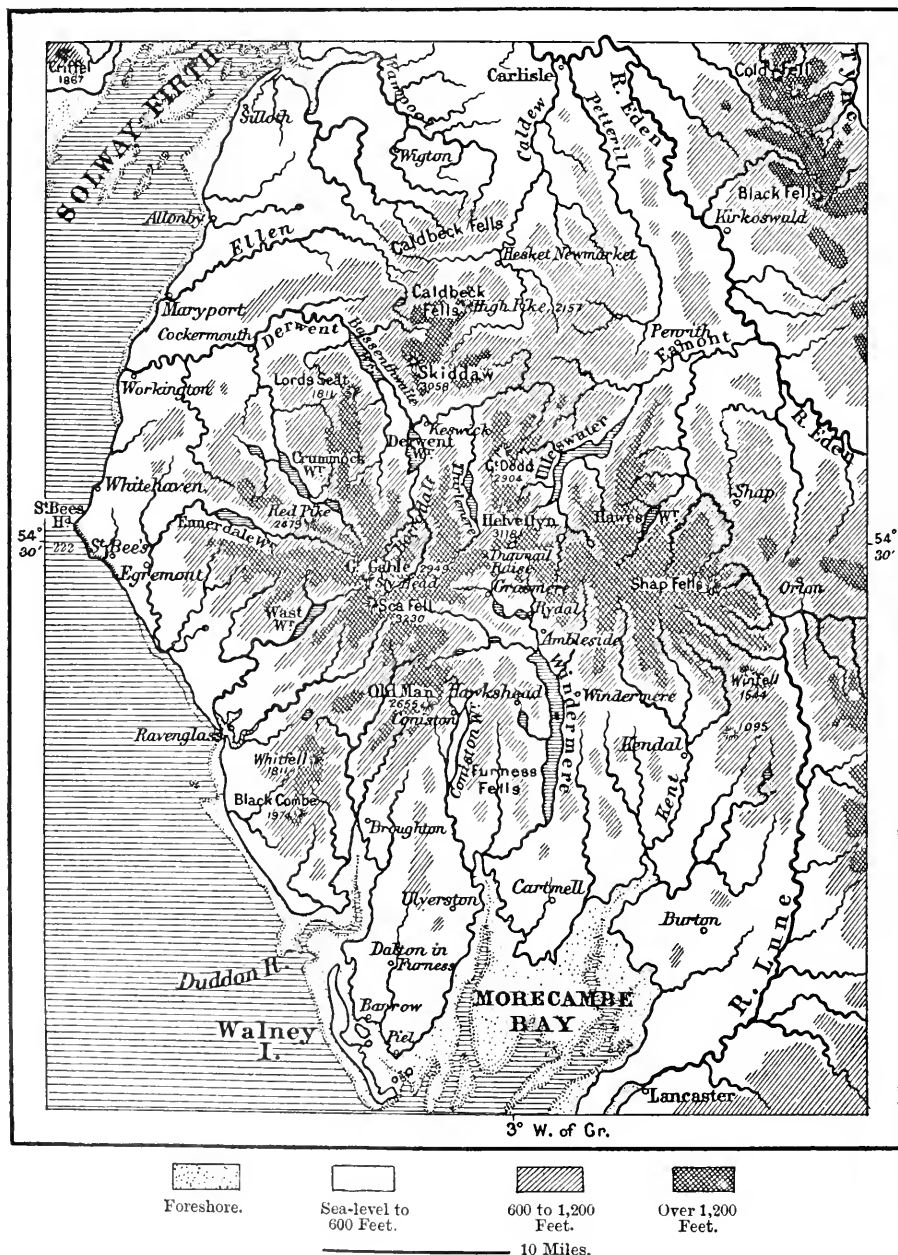 Criffel
1867
SOLWAY FIRTH
Silloth
Wampool
Wigton
Carlisle
Caldew
Petterill
R. Eden
Cold Fell
Tyne
Black Fell
Kirkoswald
Allonby
Ellen
Caldbeck Fells
Hesket Newmarket
Maryport
Caldbeck
Fells
High Pike 2157
Cockermouth
Derwent
Bassenthwaite
Penrith
Eamont
Skiddaw
3058
Workington
Lords Seat
1811
Keswick
Derwent
Wr.
Crummock
Wr.
Thirlmere
Gt. Dodd
2904
Ulleswater
R. Eden
Whitehaven
Red Pike
2479
Borrowdale
Helvellyn
3118
Hawes Wr.
Shap
St. Bees
Hd.
54°
30'
222
St. Bees
Ennerdale Wr.
54°
30'
Egremont
G. Gable 2949
Dunmail
Raise
Grasmere
Shap Fells
Orton
Sca Fell
3230
Wast
Wr.
Rydal
Ambleside
Old Man
2655
Coniston
Hawkshead
Windermere
Windermere
Winfell
1544
1095
Ravenglass
Whitfell
1811
Coniston Wr.
Furness
Fells
Kendal
Kent
Black Combe
1974
Broughton
Ulverston
Cartmell
Burton
R. Lune
Duddon R.
Dalton in
Furness
Barrow
MORECAMBE
BAY
Walney
I.
Piel
Lancaster
3° W. of Gr.
Foreshore.
Sea-level to
600 Feet.
600 to 1,200
Feet.
Over 1,200
Feet.
10 Miles.